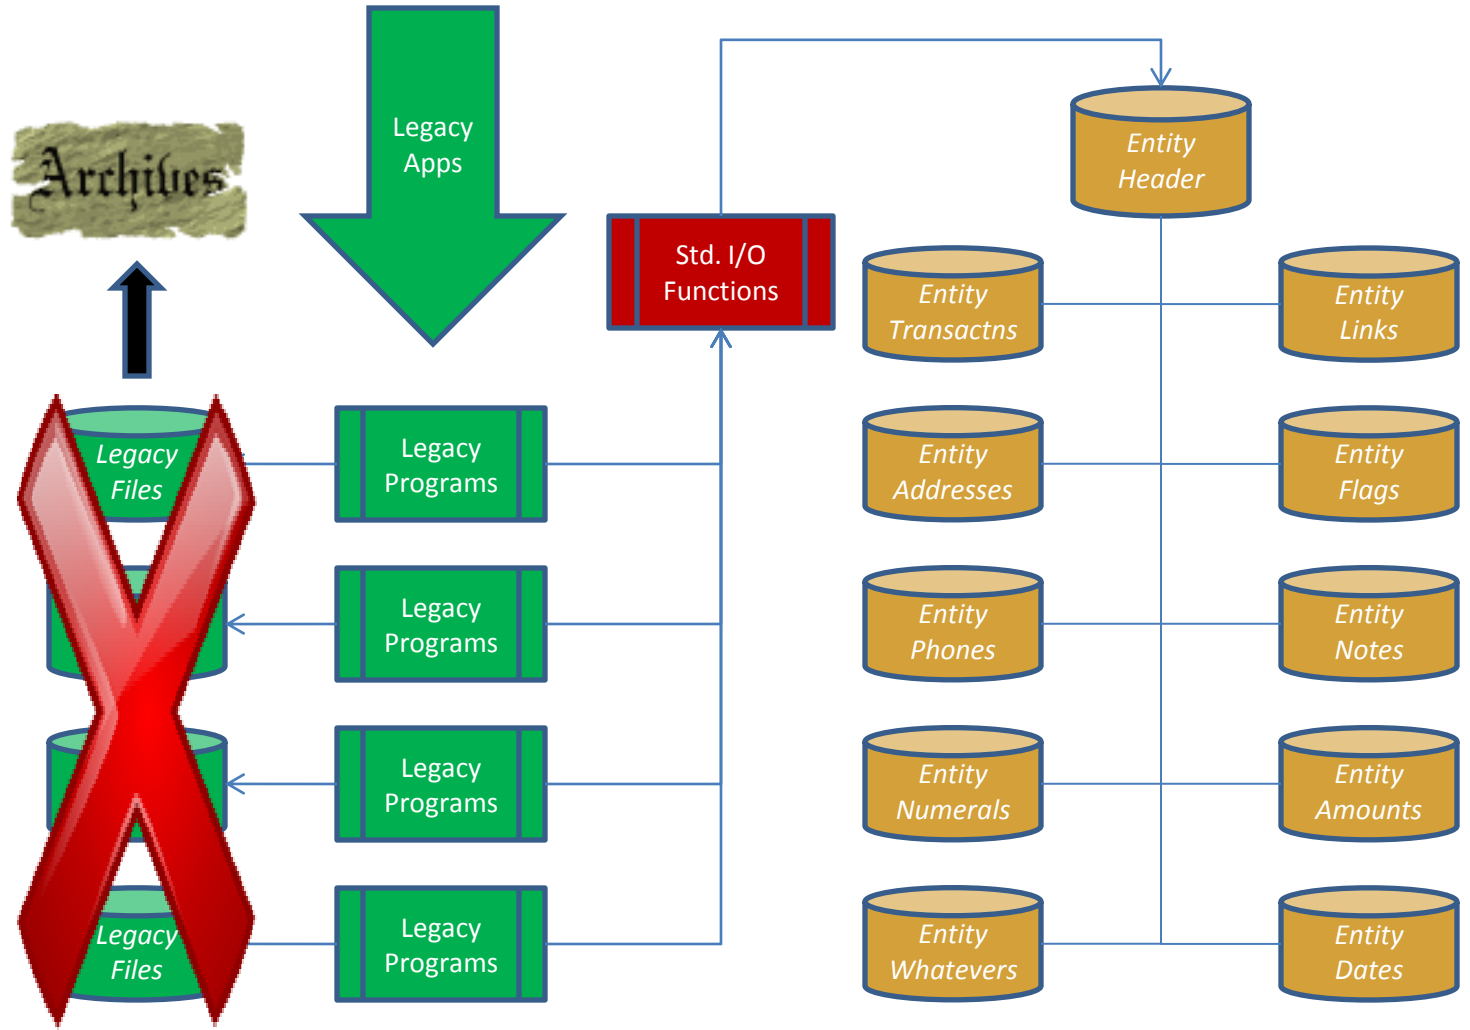 Archives
Legacy
Apps
Std. I/O
Functions
Entity
Header
Entity
Transactns
Entity
Links
Legacy
Files
Legacy
Programs
Entity
Addresses
Entity
Flags
Legacy
Programs
Entity
Phones
Entity
Notes
Legacy
Programs
Entity
Numerals
Entity
Amounts
Legacy
Files
Legacy
Programs
Entity
Whatevers
Entity
Dates